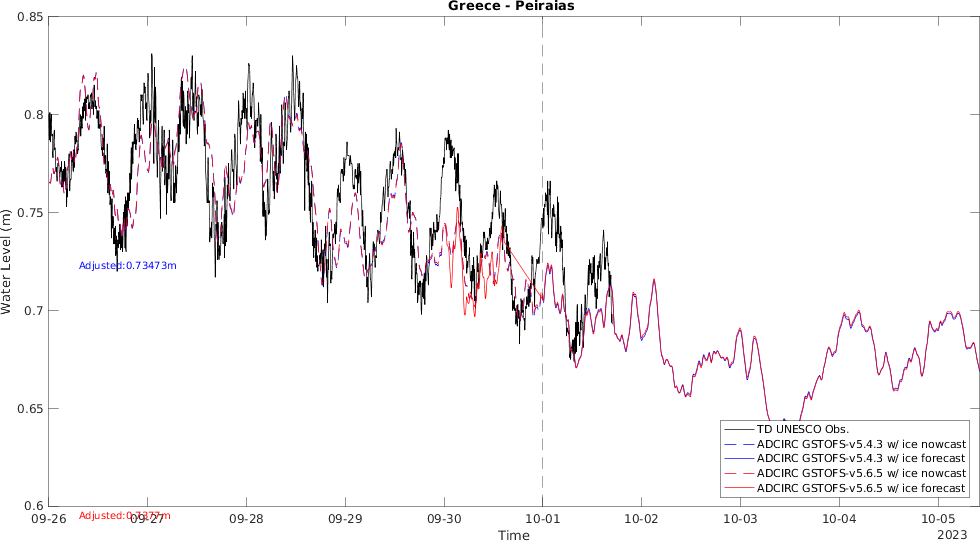 Greece - Peiraias
0.85
0.8
0.75
0.7
0.65
0.6
Water Level (m)
Adjusted:0.73473m
TD UNESCO Obs.
ADCIRC GSTOFS-v5.4.3 w/ ice nowcast
ADCIRC GSTOFS-v5.4.3 w/ ice forecast
ADCIRC GSTOFS-v5.6.5 w/ ice nowcast
ADCIRC GSTOFS-v5.6.5 w/ ice forecast
09-26 09-27 09-28 09-29 09-30 10-01 10-02 10-03 10-04 10-05
Time
2023